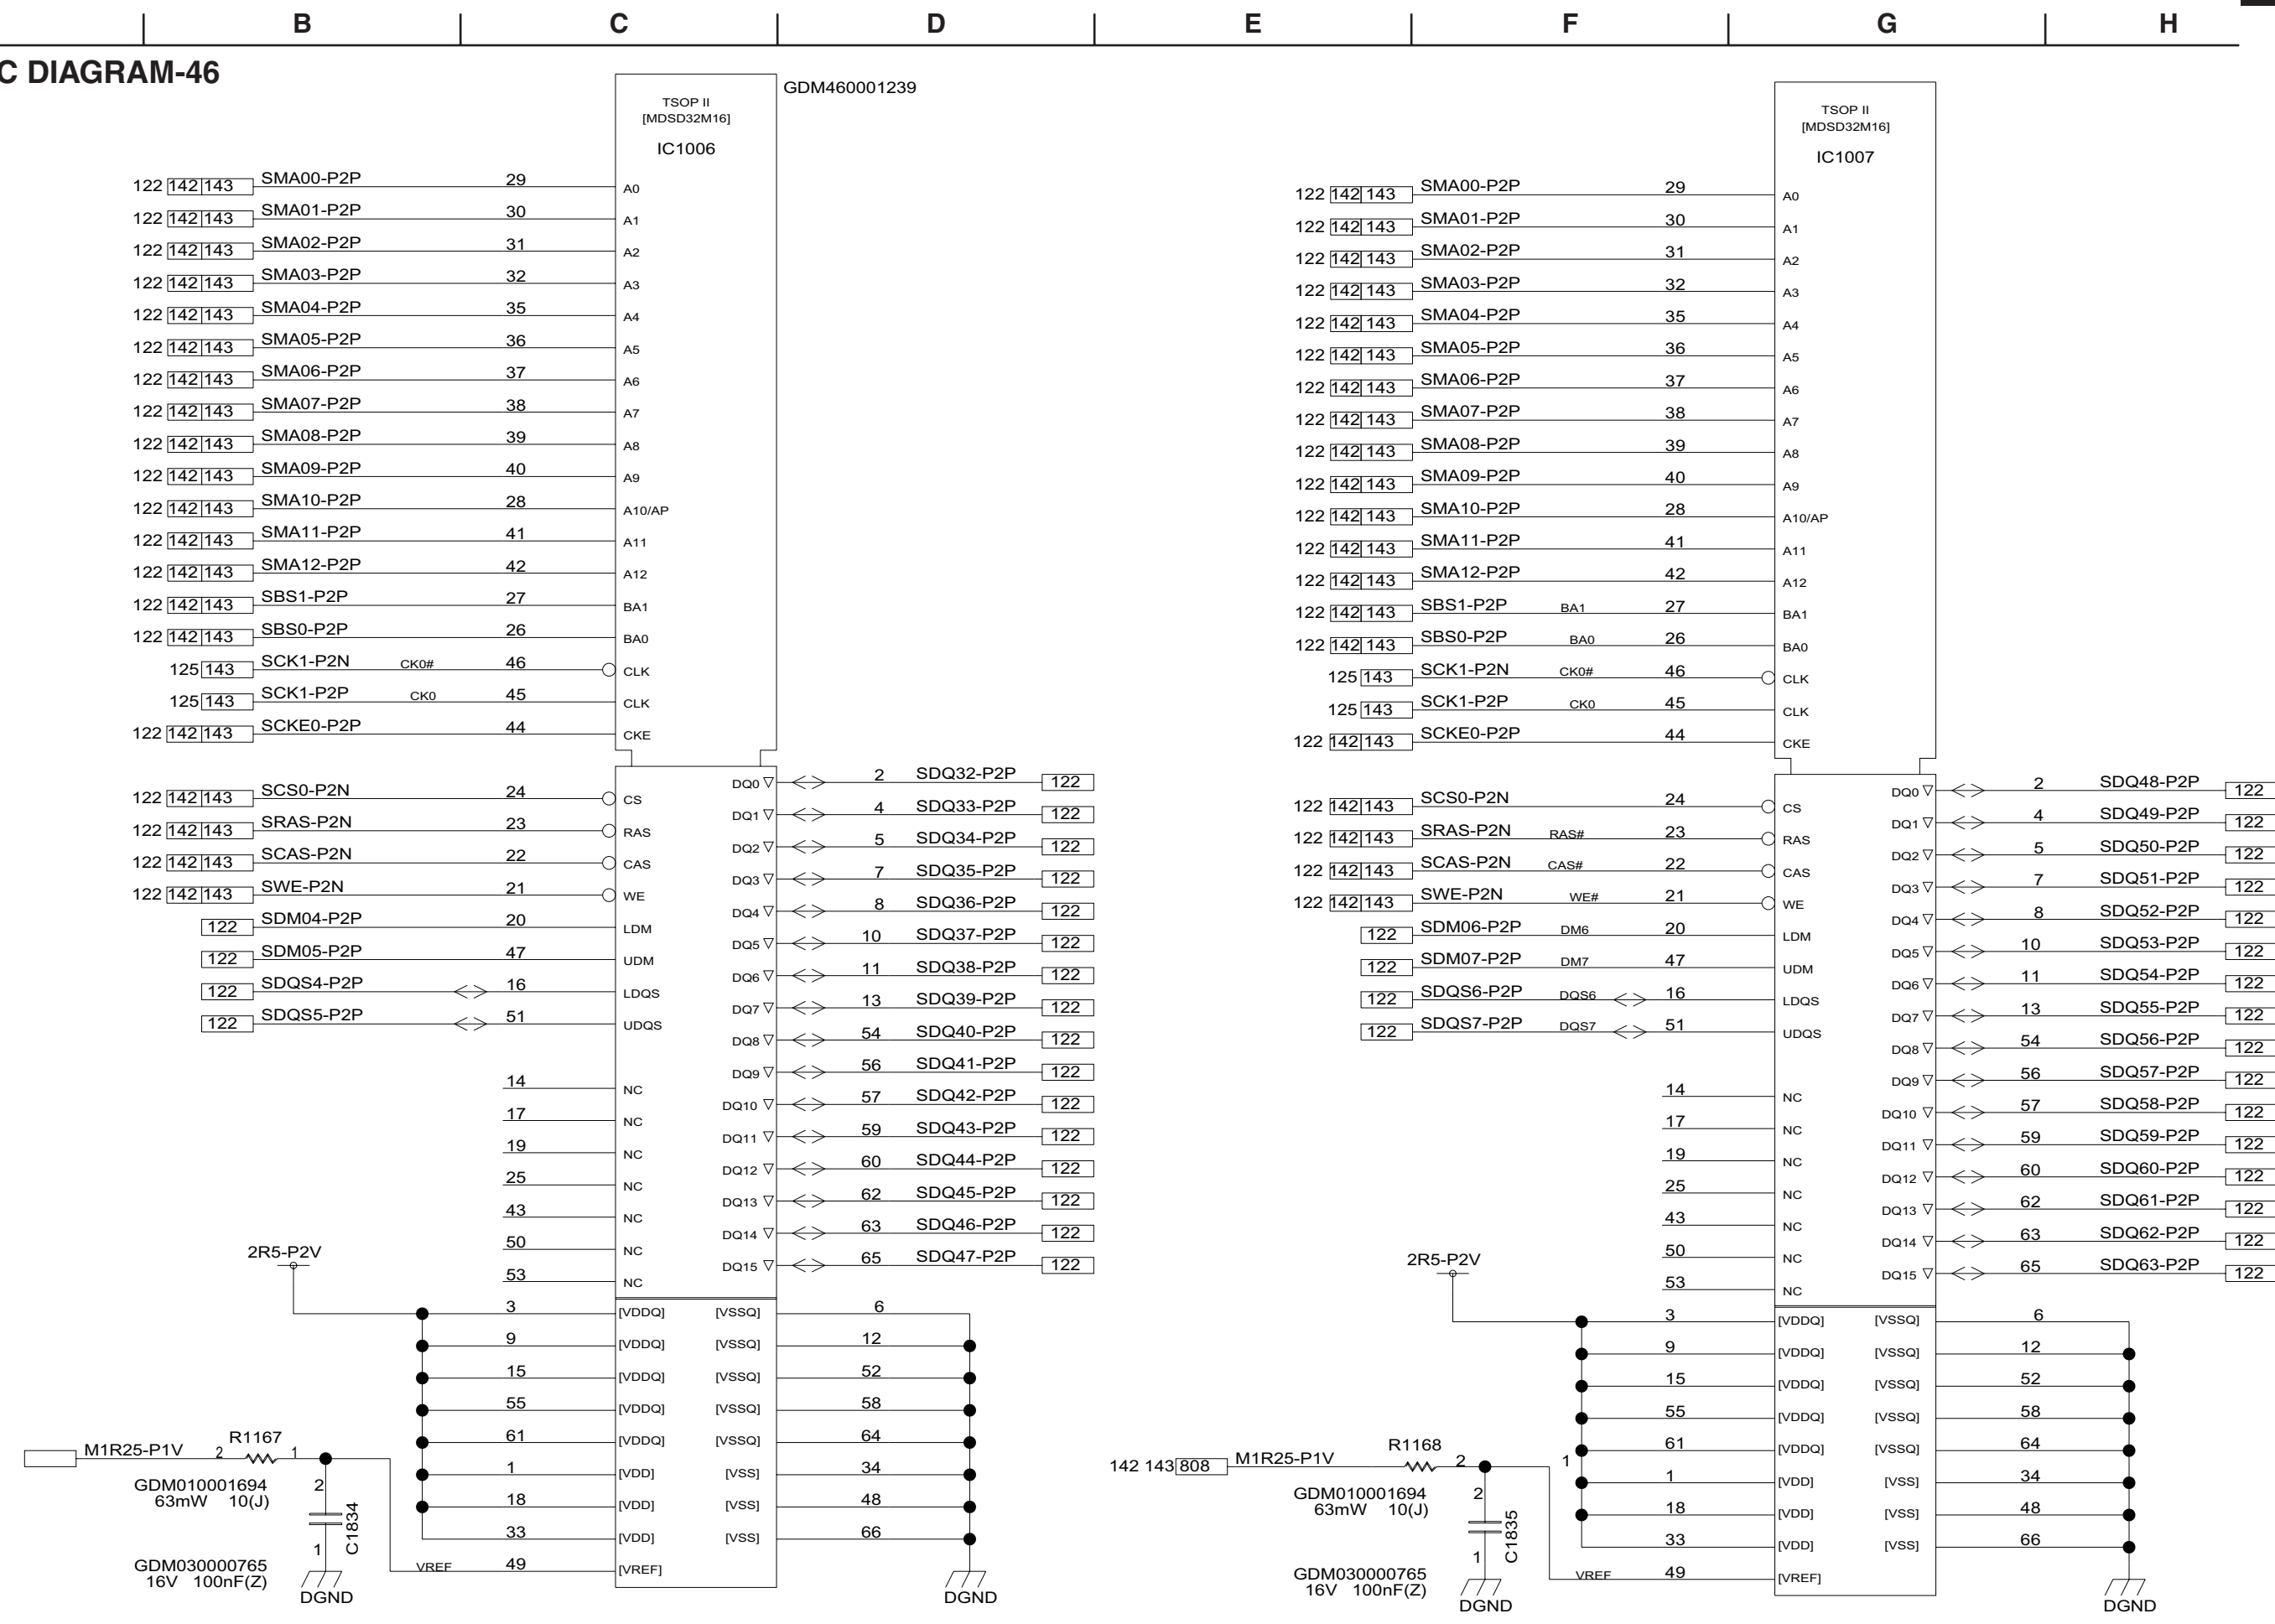 B C D E F G H
C DIAGRAM-46
GDM460001239
TSOP II
[MDSD32M16]
IC1006
122 142 143 SMA00-P2P 29 A0
122 142 143 SMA01-P2P 30 A1
122 142 143 SMA02-P2P 31 A2
122 142 143 SMA03-P2P 32 A3
122 142 143 SMA04-P2P 35 A4
122 142 143 SMA05-P2P 36 A5
122 142 143 SMA06-P2P 37 A6
122 142 143 SMA07-P2P 38 A7
122 142 143 SMA08-P2P 39 A8
122 142 143 SMA09-P2P 40 A9
122 142 143 SMA10-P2P 28 A10/AP
122 142 143 SMA11-P2P 41 A11
122 142 143 SMA12-P2P 42 A12
122 142 143 SBS1-P2P 27 BA1
122 142 143 SBS0-P2P 26 BA0
125 143 SCK1-P2N CK0# 46 CLK
125 143 SCK1-P2P CK0 45 CLK
122 142 143 SCKE0-P2P 44 CKE
122 142 143 SCS0-P2N 24 CS
122 142 143 SRAS-P2N 23 RAS
122 142 143 SCAS-P2N 22 CAS
122 142 143 SWE-P2N 21 WE
122 SDM04-P2P 20 LDM
122 SDM05-P2P 47 UDM
122 SDQS4-P2P 16 LDQS
122 SDQS5-P2P 51 UDQS
14 NC
17 NC
19 NC
25 NC
43 NC
50 NC
53 NC
DQ0 2 SDQ32-P2P 122
DQ1 4 SDQ33-P2P 122
DQ2 5 SDQ34-P2P 122
DQ3 7 SDQ35-P2P 122
DQ4 8 SDQ36-P2P 122
DQ5 10 SDQ37-P2P 122
DQ6 11 SDQ38-P2P 122
DQ7 13 SDQ39-P2P 122
DQ8 54 SDQ40-P2P 122
DQ9 56 SDQ41-P2P 122
DQ10 57 SDQ42-P2P 122
DQ11 59 SDQ43-P2P 122
DQ12 60 SDQ44-P2P 122
DQ13 62 SDQ45-P2P 122
DQ14 63 SDQ46-P2P 122
DQ15 65 SDQ47-P2P 122
2R5-P2V
3 [VDDQ] [VSSQ] 6
9 [VDDQ] [VSSQ] 12
15 [VDDQ] [VSSQ] 52
55 [VDDQ] [VSSQ] 58
61 [VDDQ] [VSSQ] 64
1 [VDD] [VSS] 34
18 [VDD] [VSS] 48
33 [VDD] [VSS] 66
VREF 49 [VREF]
M1R25-P1V 2 R1167 1
GDM010001694
63mW 10(J)
2
C1834
1
GDM030000765
16V 100nF(Z)
DGND
DGND
TSOP II
[MDSD32M16]
IC1007
122 142 143 SMA00-P2P 29 A0
122 142 143 SMA01-P2P 30 A1
122 142 143 SMA02-P2P 31 A2
122 142 143 SMA03-P2P 32 A3
122 142 143 SMA04-P2P 35 A4
122 142 143 SMA05-P2P 36 A5
122 142 143 SMA06-P2P 37 A6
122 142 143 SMA07-P2P 38 A7
122 142 143 SMA08-P2P 39 A8
122 142 143 SMA09-P2P 40 A9
122 142 143 SMA10-P2P 28 A10/AP
122 142 143 SMA11-P2P 41 A11
122 142 143 SMA12-P2P 42 A12
122 142 143 SBS1-P2P BA1 27 BA1
122 142 143 SBS0-P2P BA0 26 BA0
125 143 SCK1-P2N CK0# 46 CLK
125 143 SCK1-P2P CK0 45 CLK
122 142 143 SCKE0-P2P 44 CKE
122 142 143 SCS0-P2N 24 CS
122 142 143 SRAS-P2N RAS# 23 RAS
122 142 143 SCAS-P2N CAS# 22 CAS
122 142 143 SWE-P2N WE# 21 WE
122 SDM06-P2P DM6 20 LDM
122 SDM07-P2P DM7 47 UDM
122 SDQS6-P2P DQS6 16 LDQS
122 SDQS7-P2P DQS7 51 UDQS
14 NC
17 NC
19 NC
25 NC
43 NC
50 NC
53 NC
DQ0 2 SDQ48-P2P 122
DQ1 4 SDQ49-P2P 122
DQ2 5 SDQ50-P2P 122
DQ3 7 SDQ51-P2P 122
DQ4 8 SDQ52-P2P 122
DQ5 10 SDQ53-P2P 122
DQ6 11 SDQ54-P2P 122
DQ7 13 SDQ55-P2P 122
DQ8 54 SDQ56-P2P 122
DQ9 56 SDQ57-P2P 122
DQ10 57 SDQ58-P2P 122
DQ11 59 SDQ59-P2P 122
DQ12 60 SDQ60-P2P 122
DQ13 62 SDQ61-P2P 122
DQ14 63 SDQ62-P2P 122
DQ15 65 SDQ63-P2P 122
2R5-P2V
3 [VDDQ] [VSSQ] 6
9 [VDDQ] [VSSQ] 12
15 [VDDQ] [VSSQ] 52
55 [VDDQ] [VSSQ] 58
61 [VDDQ] [VSSQ] 64
1 [VDD] [VSS] 34
18 [VDD] [VSS] 48
33 [VDD] [VSS] 66
VREF 49 [VREF]
142 143 808 M1R25-P1V R1168 2 1
GDM010001694
63mW 10(J)
2
C1835
1
GDM030000765
16V 100nF(Z)
DGND
DGND